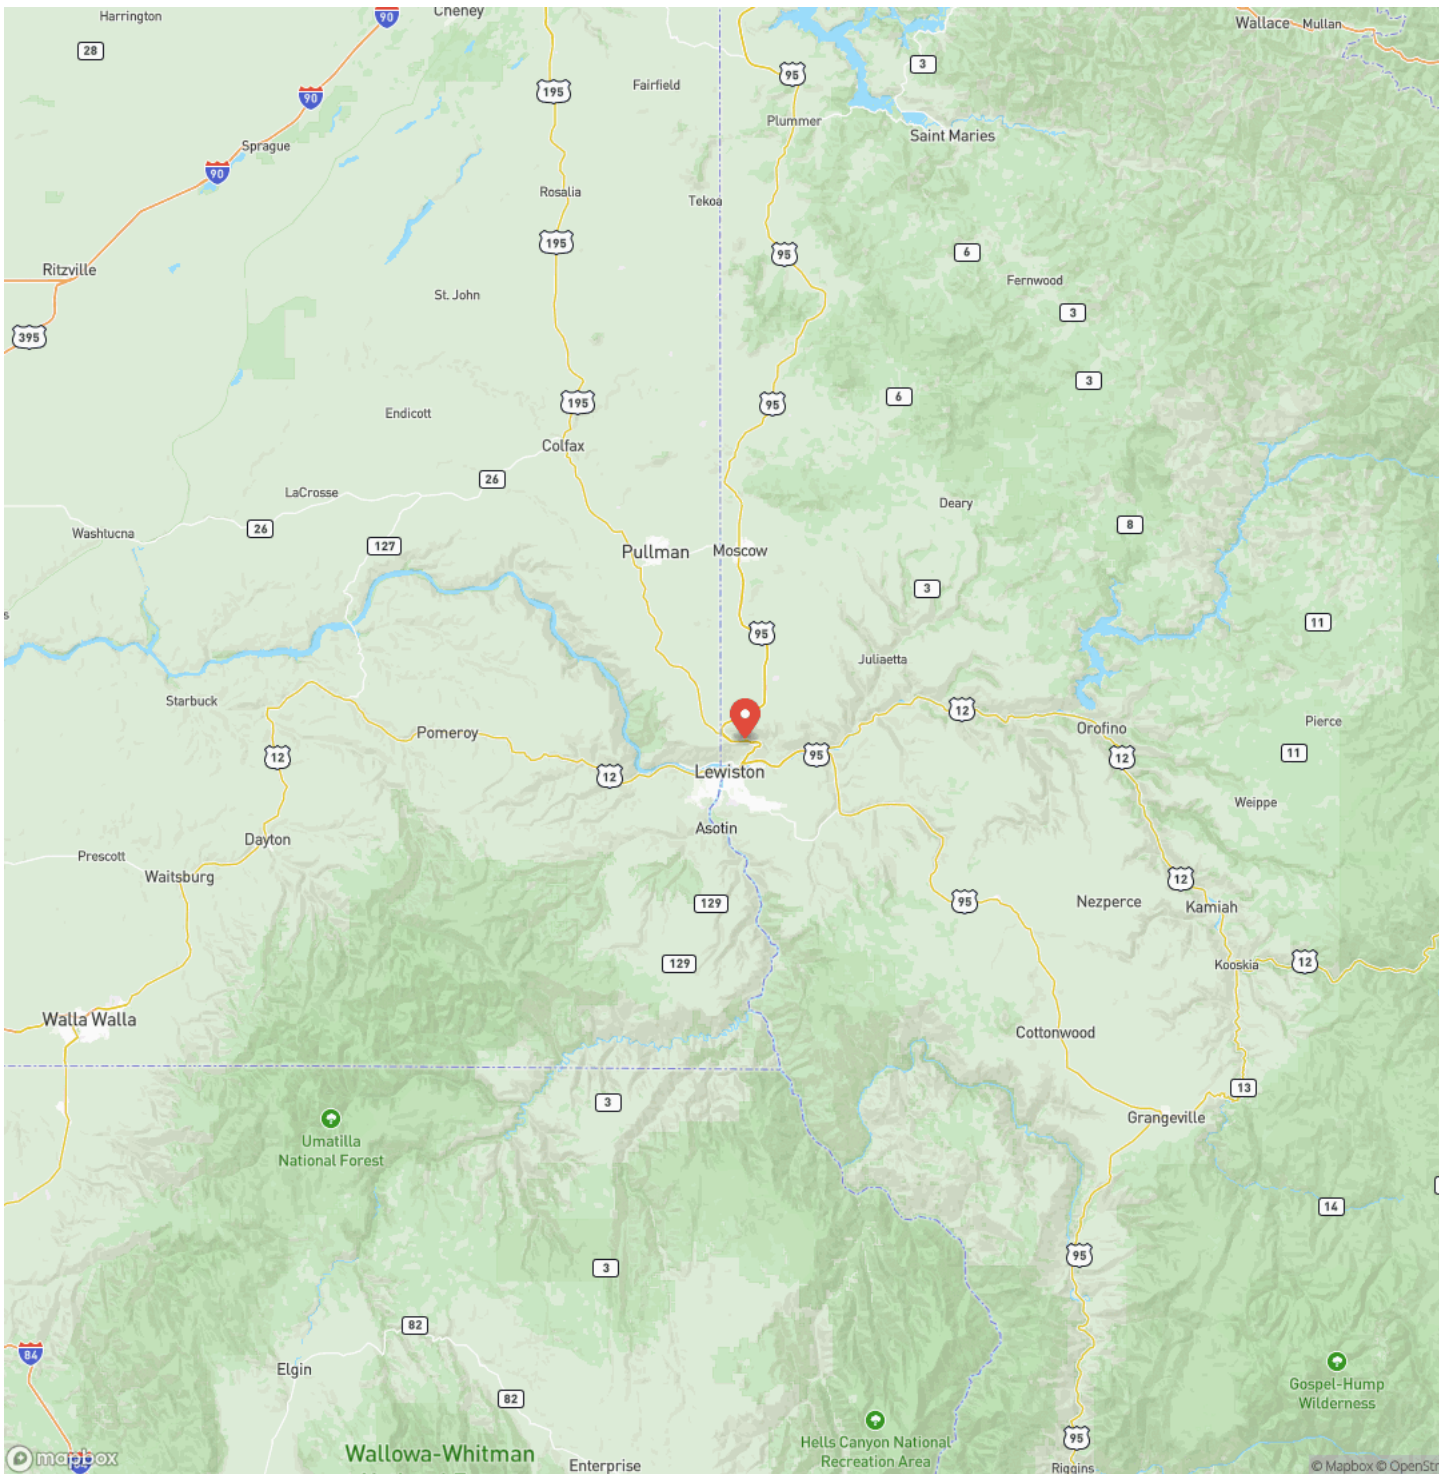 Harrington
90
Cheney
Wallace
Mullan
28
3
95
195
Fairfield
90
Plummer
Saint Maries
Sprague
90
Rosalia
Tekoa
195
95
6
Ritzville
Fernwood
St. John
3
395
3
6
195
95
Endicott
Colfax
26
LaCrosse
Deary
26
8
Washtucna
127
Pullman
Moscow
3
11
95
Juliaetta
Starbuck
12
Pierce
Orofino
Pomeroy
12
95
12
11
Lewiston
12
Weippe
Asotin
Dayton
Prescott
Waitsburg
12
129
95
Nezperce
Kamiah
129
Kooskia
12
Walla Walla
Cottonwood
13
3
Grangeville
Umatilla
National Forest
14
95
3
82
84
Elgin
Gospel-Hump
Wilderness
82
95
Hells Canyon National
Recreation Area
Wallowa-Whitman
mapbox
84
Enterprise
Riggins
© Mapbox © OpenStr